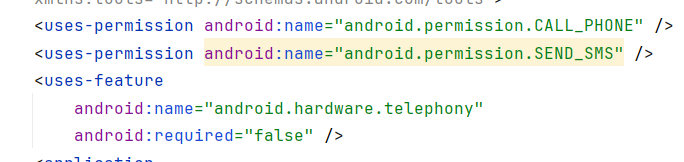 xmlns:tools="http://schemas.android.com/tools">
<uses-permission android:name="android.permission.CALL_PHONE" />
<uses-permission android:name="android.permission.SEND_SMS" />
<uses-feature
android:name="android.hardware.telephony"
android:required="false" />
<application